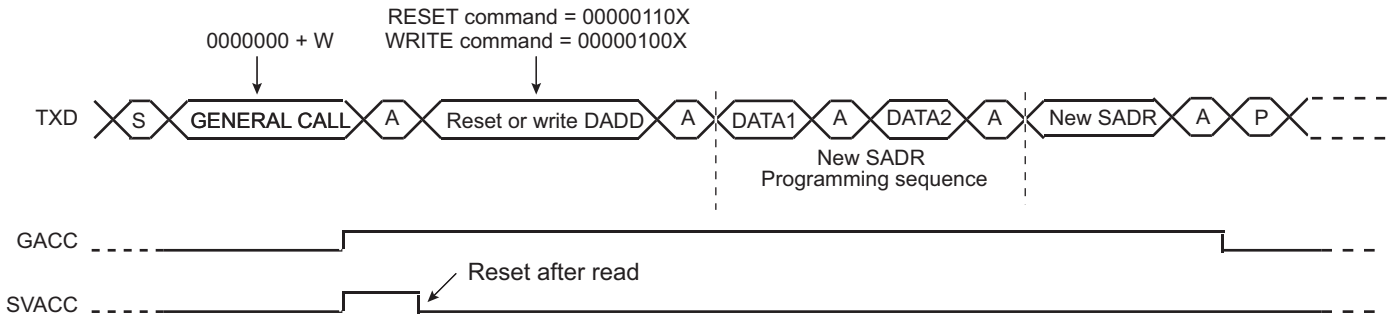 RESET command = 00000110X
0000000 + W
WRITE command = 00000100X
TXD S GENERAL CALL A Reset or write DADD A DATA1 A DATA2 A New SADR A P
New SADR
Programming sequence
GACC
Reset after read
SVACC